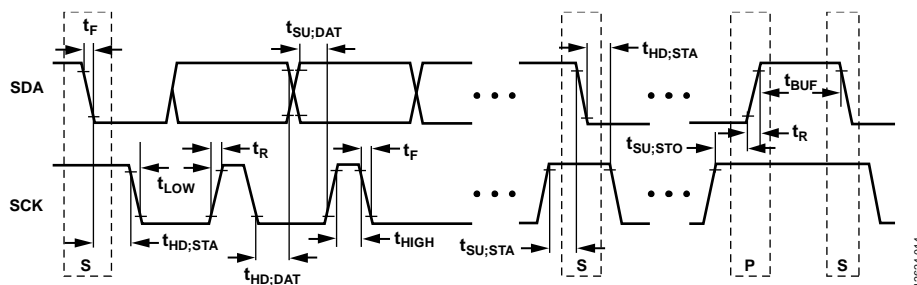 tF
tSU;DAT
tHD;STA
SDA
tBUF
tR
tF
tR
tSU;STO
tLOW
SCK
tHD;STA
tHIGH
tSU;STA
tHD;DAT
S
S
P
S